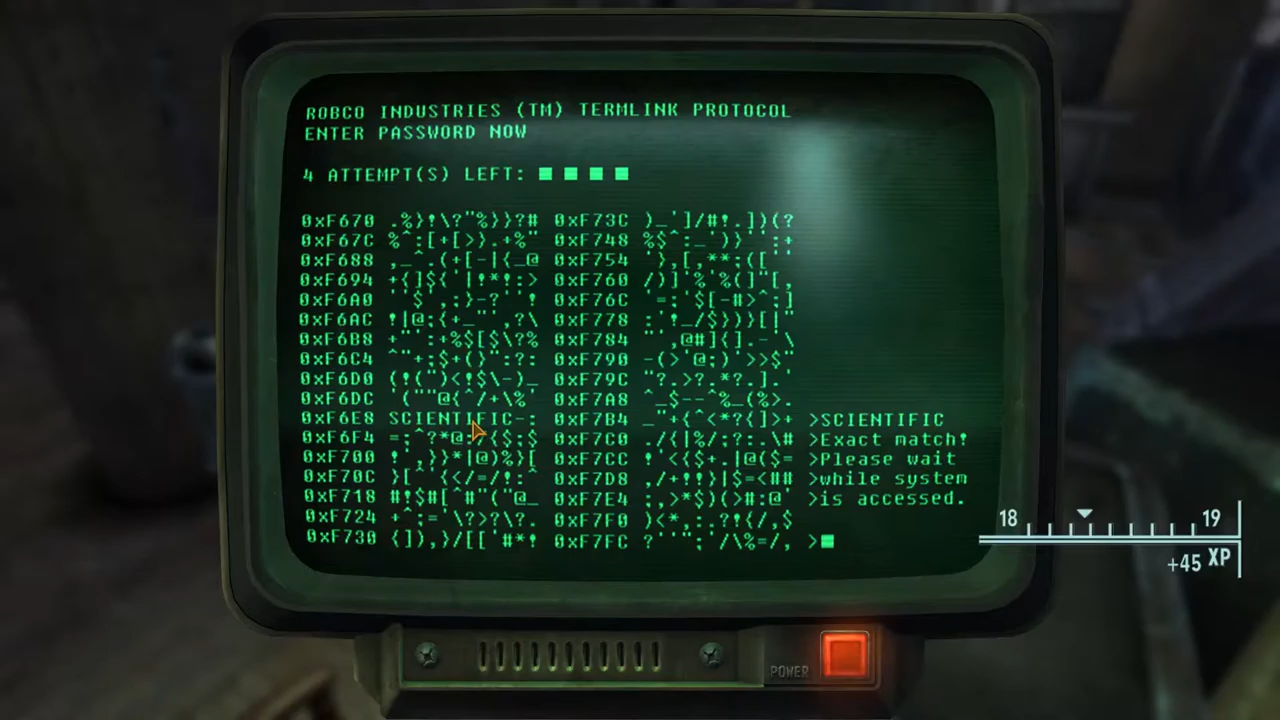 ROBCO INDUSTRIES (TM) TERMLINK PROTOCOL
ENTER PASSWORD NOW
4 ATTEMPT(S) LEFT: ■ ■ ■ ■
0xF670 .%}!\?"%}}?# 0xF73C )_']/#!.])(?
0xF67C %^:[+[>}.+%" 0xF748 %$^:_')}'':+
0xF688 ,_^.(+[-|{_@ 0xF754 '},[,**;([''
0xF694 +{]${'|!*!:> 0xF760 /)]"%'%(]"[,
0xF6A0 ''$',:}-?''! 0xF76C '=;'$[-#>^;]
0xF6AC !|@;{+_"',?\ 0xF778 :'!_/$}}}[|"
0xF6B8 +"':+%$[$\?% 0xF784 "',@#]{].-'\
0xF6C4 ^"+;$+(}":?: 0xF790 -(>'@:)'>>$"
0xF6D0 (!(")<!$\-)_ 0xF79C "?.>?.*?.].'
0xF6DC '(""@{^/+\%' 0xF7A8 ^_$--^%_(%>.
0xF6E8 SCIENTIFIC-: 0xF7B4 _"+{^<*?{]>+ >SCIENTIFIC
0xF6F4 =;^?*@: {$;$ 0xF7C0 ./{|%/;?:.\# >Exact match!
0xF700 !',}}*|@)%}[ 0xF7CC !'<{$+.|@($= >Please wait
0xF70C }['^{</=/!:^ 0xF7D8 ,/+!!}|$=<## >while system
0xF718 #!$#[^#"("@_ 0xF7E4 ;,>*$)(>#:@' >is accessed.
0xF724 +^;='\?>?\?. 0xF7F0 )<*,:.?!{/,$
0xF730 {]),}/[['#*! 0xF7FC ?''";'/\%=/, >■
18 19
+45 XP
POWER